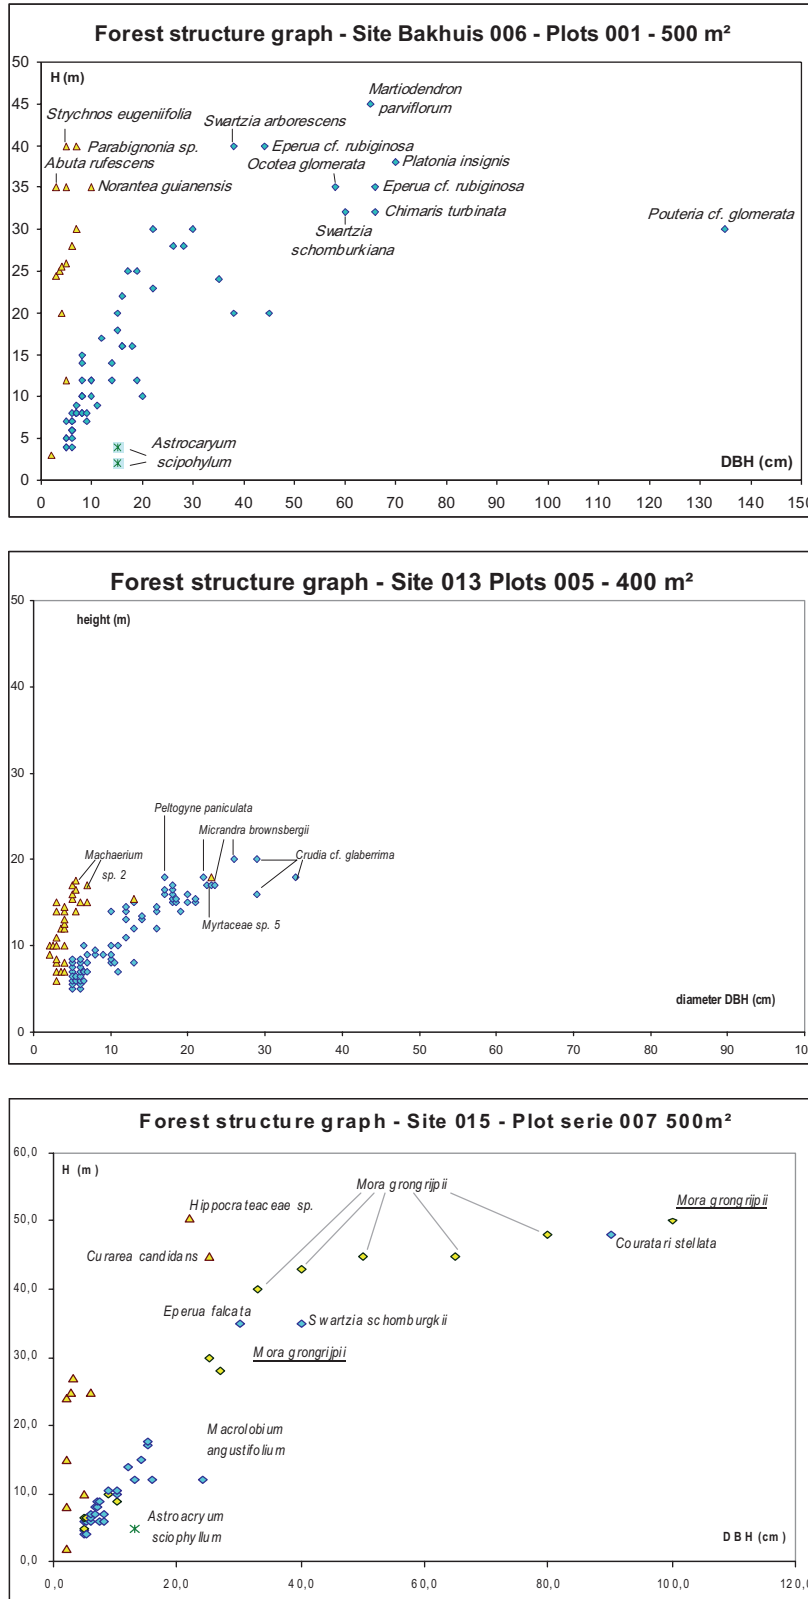 Forest structure graph - Site Bakhuis 006 - Plots 001 - 500 m²
H (m)
50
45
40
35
30
25
20
15
10
5
0
Martiodendron
parviflorum
Strychnos eugeniifolia
Swartzia arborescens
Parabignonia sp.
Eperua cf. rubiginosa
Abuta rufescens
Ocotea glomerata
Platonia insignis
Norantea guianensis
Eperua cf. rubiginosa
Chimaris turbinata
Swartzia
schomburkiana
Pouteria cf. glomerata
Astrocaryum
scipohylum
DBH (cm)
0 10 20 30 40 50 60 70 80 90 100 110 120 130 140 150
Forest structure graph - Site 013 Plots 005 - 400 m²
height (m)
50
40
30
20
10
0
Peltogyne paniculata
Micrandra brownsbergii
Machaerium
sp. 2
Crudia cf. glaberrima
Myrtaceae sp. 5
diameter DBH (cm)
0 10 20 30 40 50 60 70 80 90 100
Forest structure graph - Site 015 - Plot serie 007 500m²
H (m)
60,0
50,0
40,0
30,0
20,0
10,0
0,0
Mora grongrijpii
Mora grongrijpii
Hippocrateaceae sp.
Couratari stellata
Curarea candidans
Eperua falcata
Swartzia schomburgkii
Mora grongrijpii
Macrolobium
angustifolium
Astroacryum
sciophyllum
DBH (cm)
0,0 20,0 40,0 60,0 80,0 100,0 120,0